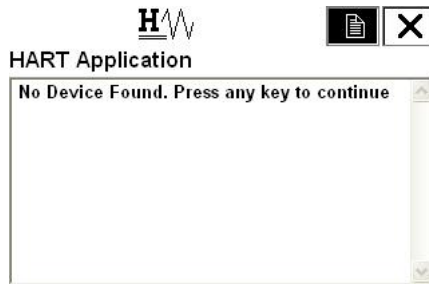 H
HART Application
No Device Found. Press any key to continue